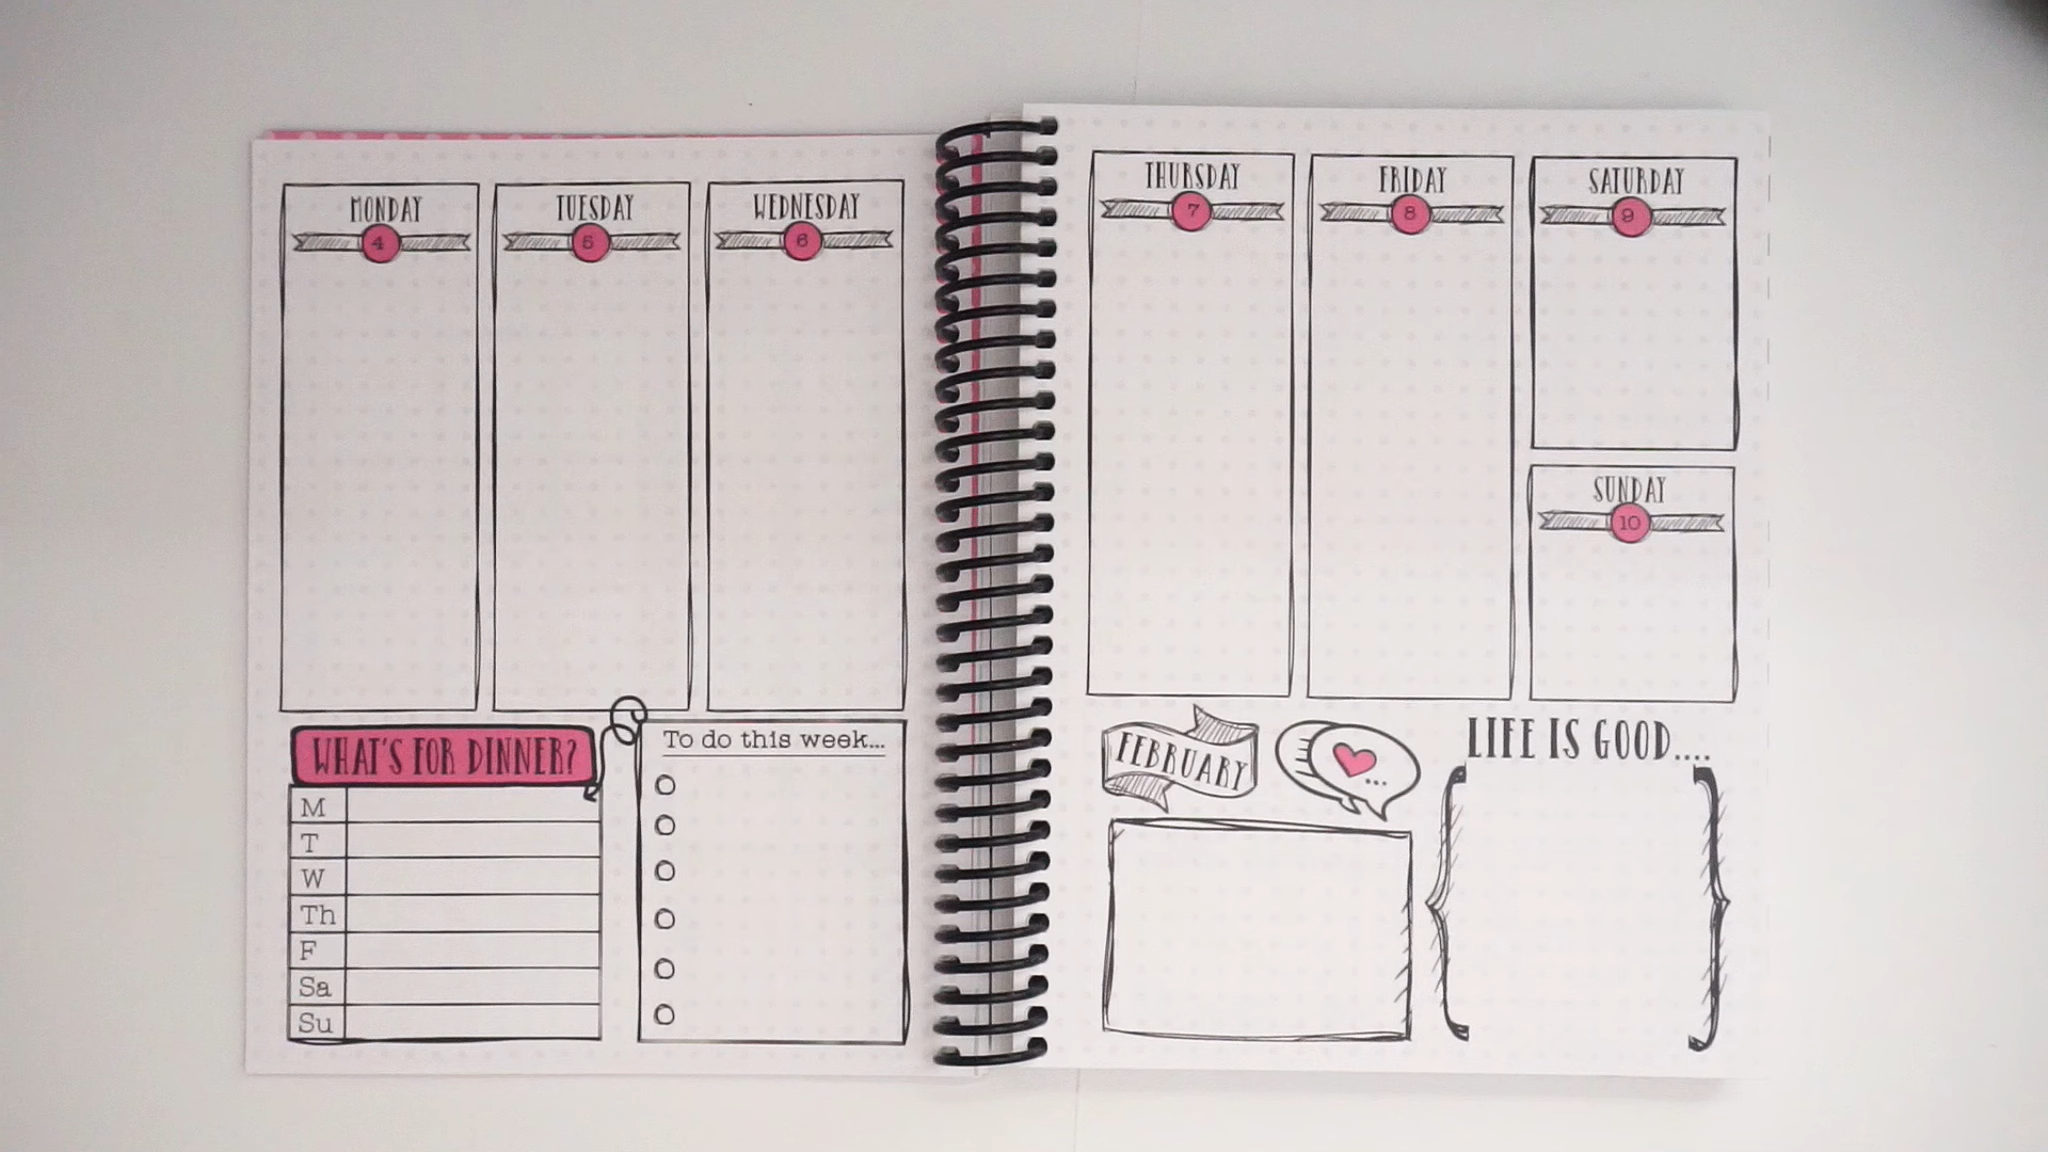 MONDAY
4
TUESDAY
5
WEDNESDAY
6
WHAT'S FOR DINNER?
M
T
W
Th
F
Sa
Su
To do this week...
THURSDAY
7
FRIDAY
8
SATURDAY
9
SUNDAY
10
FEBRUARY
...
LIFE IS GOOD....